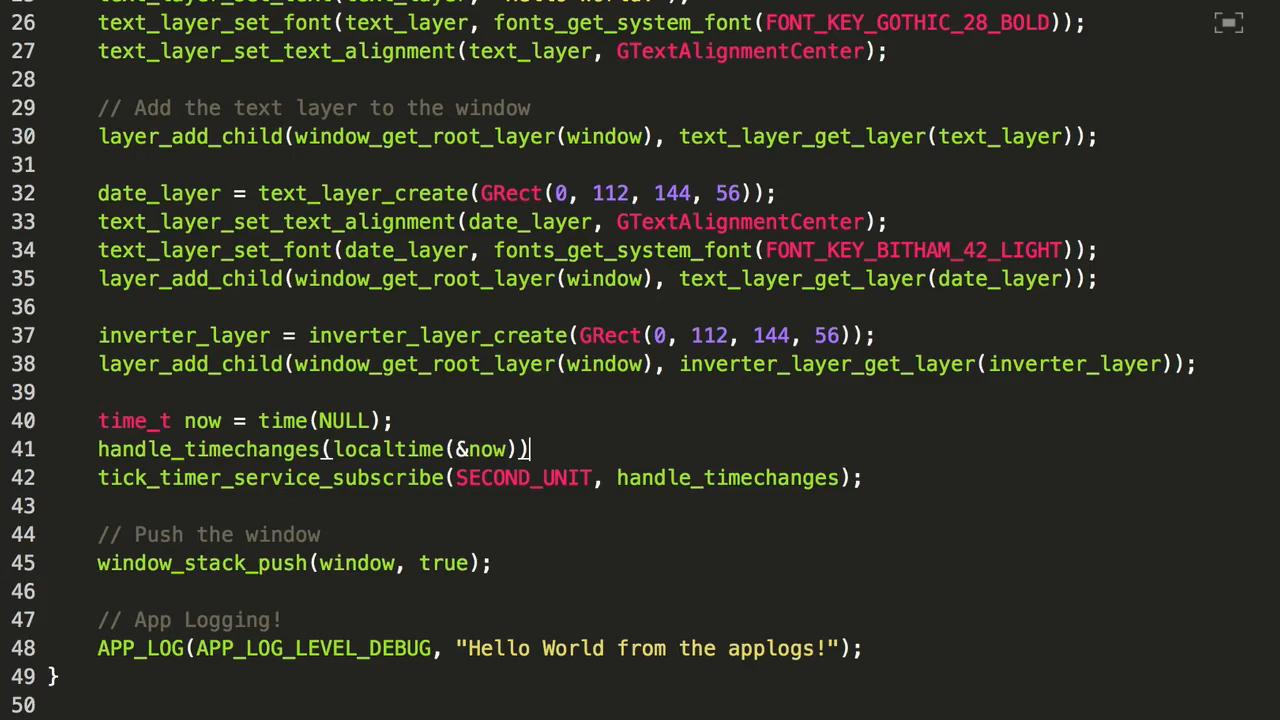 25 text_layer_set_text(text_layer, "Hello World!");
26 text_layer_set_font(text_layer, fonts_get_system_font(FONT_KEY_GOTHIC_28_BOLD));
27 text_layer_set_text_alignment(text_layer, GTextAlignmentCenter);
28
29 // Add the text layer to the window
30 layer_add_child(window_get_root_layer(window), text_layer_get_layer(text_layer));
31
32 date_layer = text_layer_create(GRect(0, 112, 144, 56));
33 text_layer_set_text_alignment(date_layer, GTextAlignmentCenter);
34 text_layer_set_font(date_layer, fonts_get_system_font(FONT_KEY_BITHAM_42_LIGHT));
35 layer_add_child(window_get_root_layer(window), text_layer_get_layer(date_layer));
36
37 inverter_layer = inverter_layer_create(GRect(0, 112, 144, 56));
38 layer_add_child(window_get_root_layer(window), inverter_layer_get_layer(inverter_layer));
39
40 time_t now = time(NULL);
41 handle_timechanges(localtime(&now))
42 tick_timer_service_subscribe(SECOND_UNIT, handle_timechanges);
43
44 // Push the window
45 window_stack_push(window, true);
46
47 // App Logging!
48 APP_LOG(APP_LOG_LEVEL_DEBUG, "Hello World from the applogs!");
49 }
50